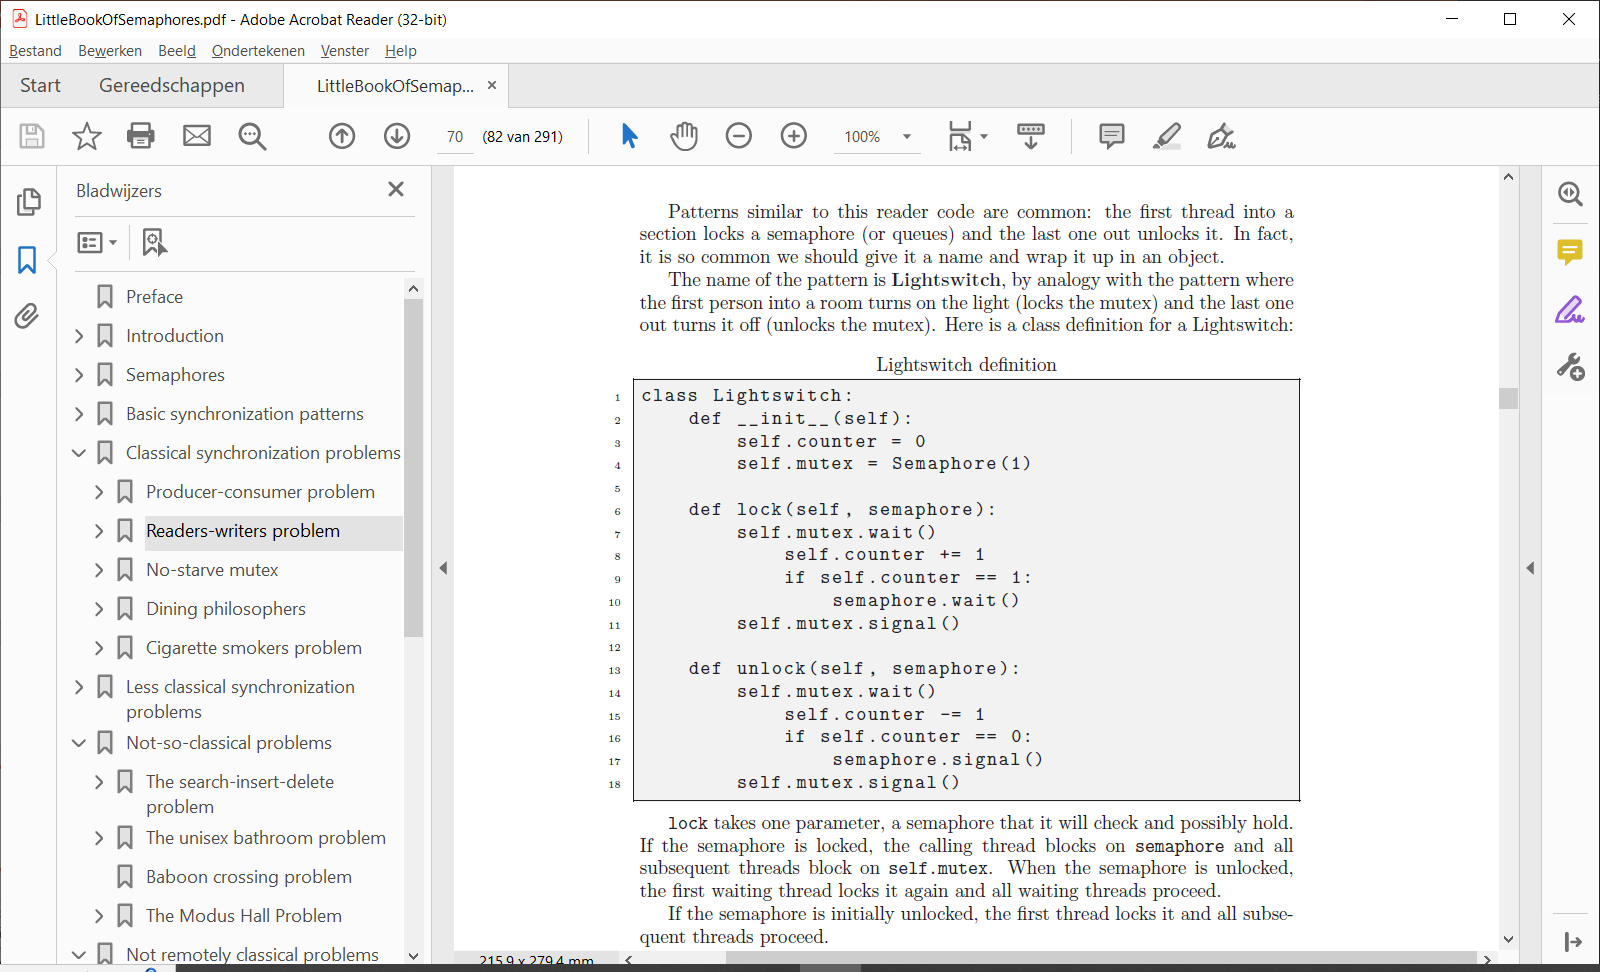 LittleBookOfSemaphores.pdf - Adobe Acrobat Reader (32-bit)
Bestand Bewerken Beeld Ondertekenen Venster Help
Start Gereedschappen LittleBookOfSemap... ×
70 (82 van 291) 100%
Bladwijzers
Preface
Introduction
Semaphores
Basic synchronization patterns
Classical synchronization problems
Producer-consumer problem
Readers-writers problem
No-starve mutex
Dining philosophers
Cigarette smokers problem
Less classical synchronization
problems
Not-so-classical problems
The search-insert-delete
problem
The unisex bathroom problem
Baboon crossing problem
The Modus Hall Problem
Not remotely classical problems
Patterns similar to this reader code are common: the first thread into a
section locks a semaphore (or queues) and the last one out unlocks it. In fact,
it is so common we should give it a name and wrap it up in an object.
The name of the pattern is Lightswitch, by analogy with the pattern where
the first person into a room turns on the light (locks the mutex) and the last one
out turns it off (unlocks the mutex). Here is a class definition for a Lightswitch:
Lightswitch definition
1 class Lightswitch:
2     def __init__(self):
3         self.counter = 0
4         self.mutex = Semaphore(1)
5
6     def lock(self, semaphore):
7         self.mutex.wait()
8             self.counter += 1
9             if self.counter == 1:
10                 semaphore.wait()
11         self.mutex.signal()
12
13     def unlock(self, semaphore):
14         self.mutex.wait()
15             self.counter -= 1
16             if self.counter == 0:
17                 semaphore.signal()
18         self.mutex.signal()
lock takes one parameter, a semaphore that it will check and possibly hold.
If the semaphore is locked, the calling thread blocks on semaphore and all
subsequent threads block on self.mutex. When the semaphore is unlocked,
the first waiting thread locks it again and all waiting threads proceed.
If the semaphore is initially unlocked, the first thread locks it and all subse-
quent threads proceed.
215,9 x 279,4 mm